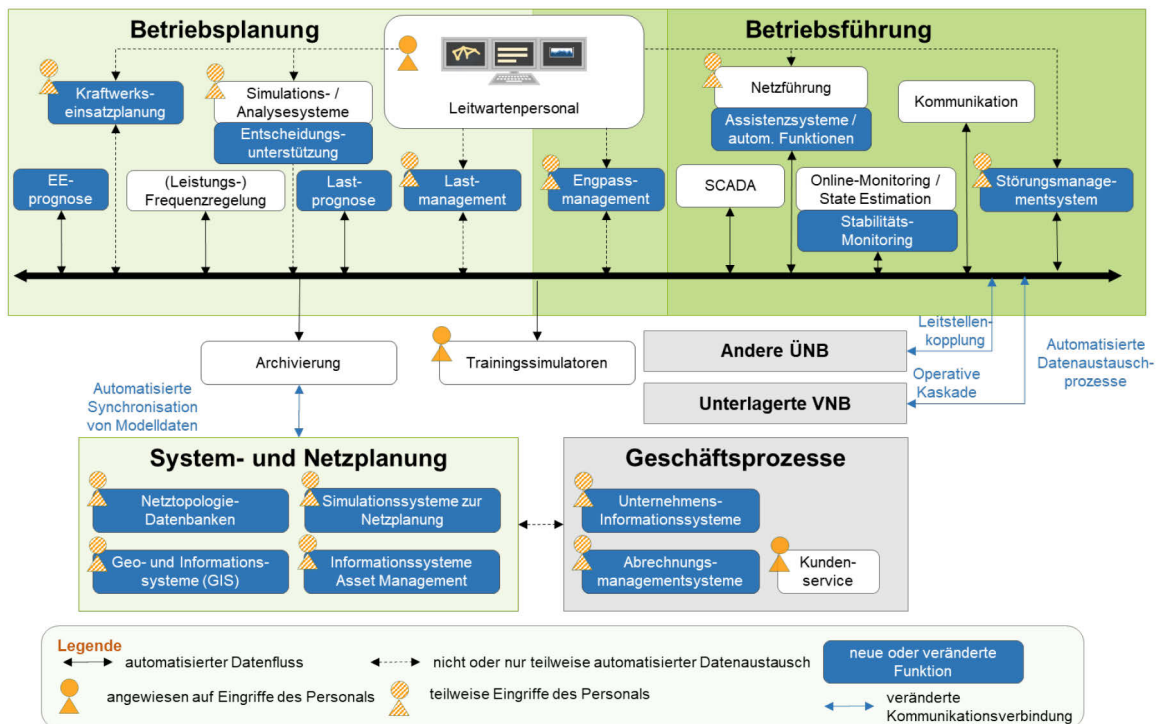 Betriebsplanung
Betriebsführung
Leitwartenpersonal
Kraftwerks-
einsatzplanung
Simulations- /
Analysesysteme
Entscheidungs-
unterstützung
Netzführung
Assistenzsysteme /
autom. Funktionen
Kommunikation
EE-
prognose
(Leistungs-)
Frequenzregelung
Last-
prognose
Last-
management
Engpass-
management
SCADA
Online-Monitoring /
State Estimation
Stabilitäts-
Monitoring
Störungsmanage-
mentsystem
Archivierung
Trainingssimulatoren
Andere ÜNB
Unterlagerte VNB
Leitstellen-
kopplung
Operative
Kaskade
Automatisierte
Datenaustausch-
prozesse
Automatisierte
Synchronisation
von Modelldaten
System- und Netzplanung
Netztopologie-
Datenbanken
Simulationssysteme zur
Netzplanung
Geo- und Informations-
systeme (GIS)
Informationssysteme
Asset Management
Geschäftsprozesse
Unternehmens-
Informationssysteme
Abrechnungs-
managementsysteme
Kunden-
service
Legende
automatisierter Datenfluss
nicht oder nur teilweise automatisierter Datenaustausch
neue oder veränderte
Funktion
angewiesen auf Eingriffe des Personals
teilweise Eingriffe des Personals
veränderte
Kommunikationsverbindung